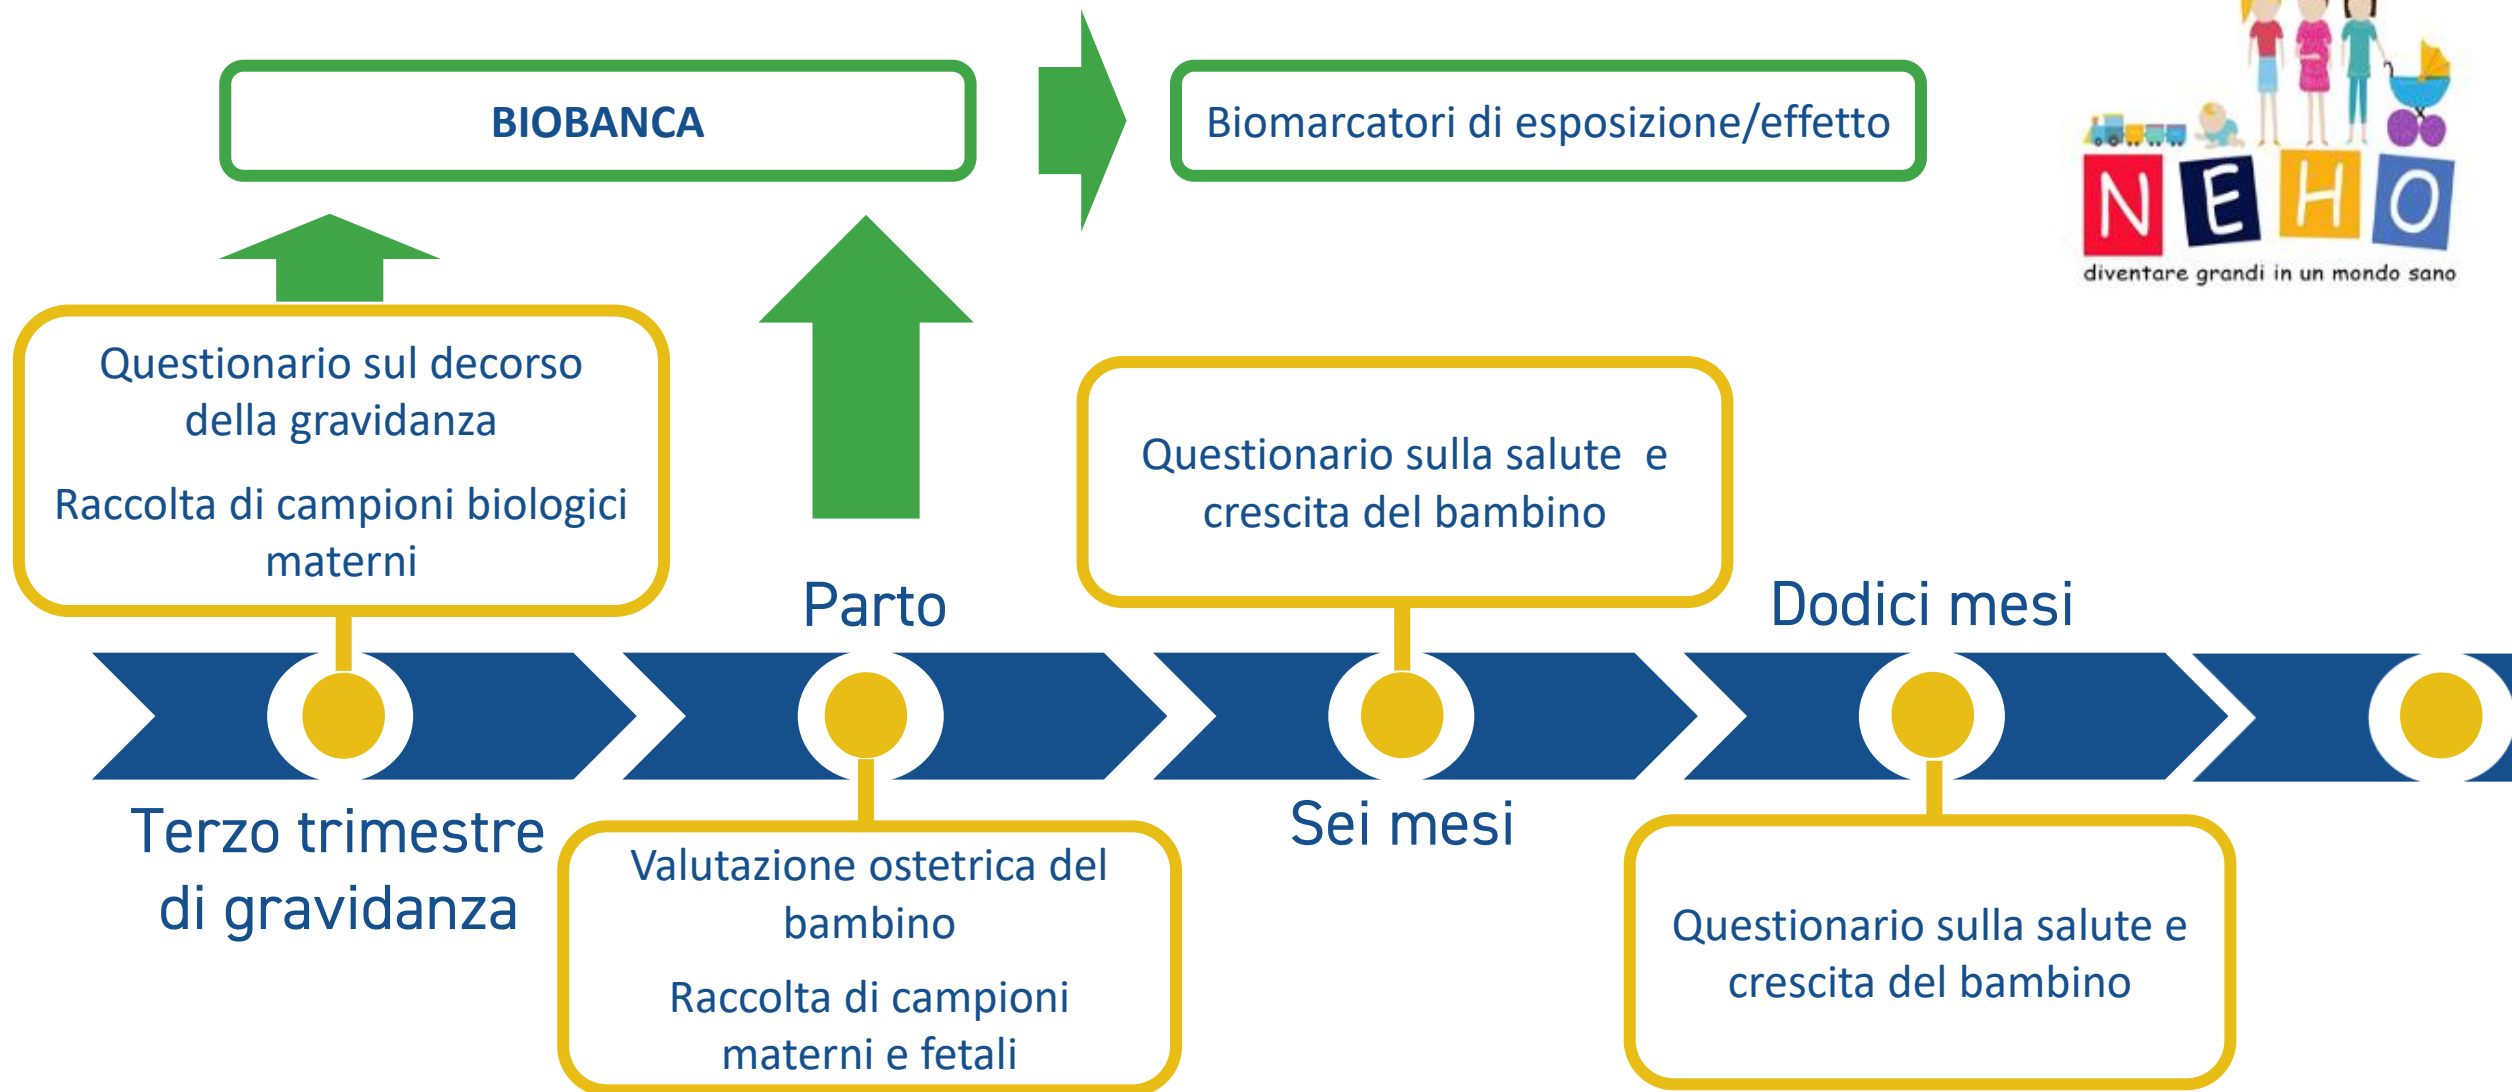 BIOBANCA
Biomarcatori di esposizione/effetto
NEHO
diventare grandi in un mondo sano
Questionario sul decorso
della gravidanza
Raccolta di campioni biologici
materni
Parto
Questionario sulla salute e
crescita del bambino
Dodici mesi
Terzo trimestre
di gravidanza
Valutazione ostetrica del
bambino
Raccolta di campioni
materni e fetali
Sei mesi
Questionario sulla salute e
crescita del bambino